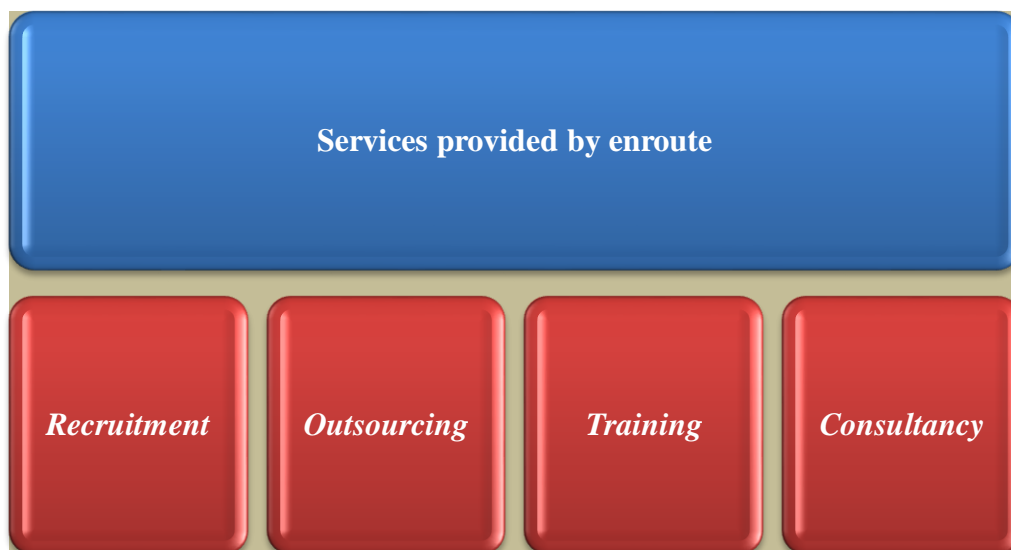 Services provided by enroute
Recruitment
Outsourcing
Training
Consultancy